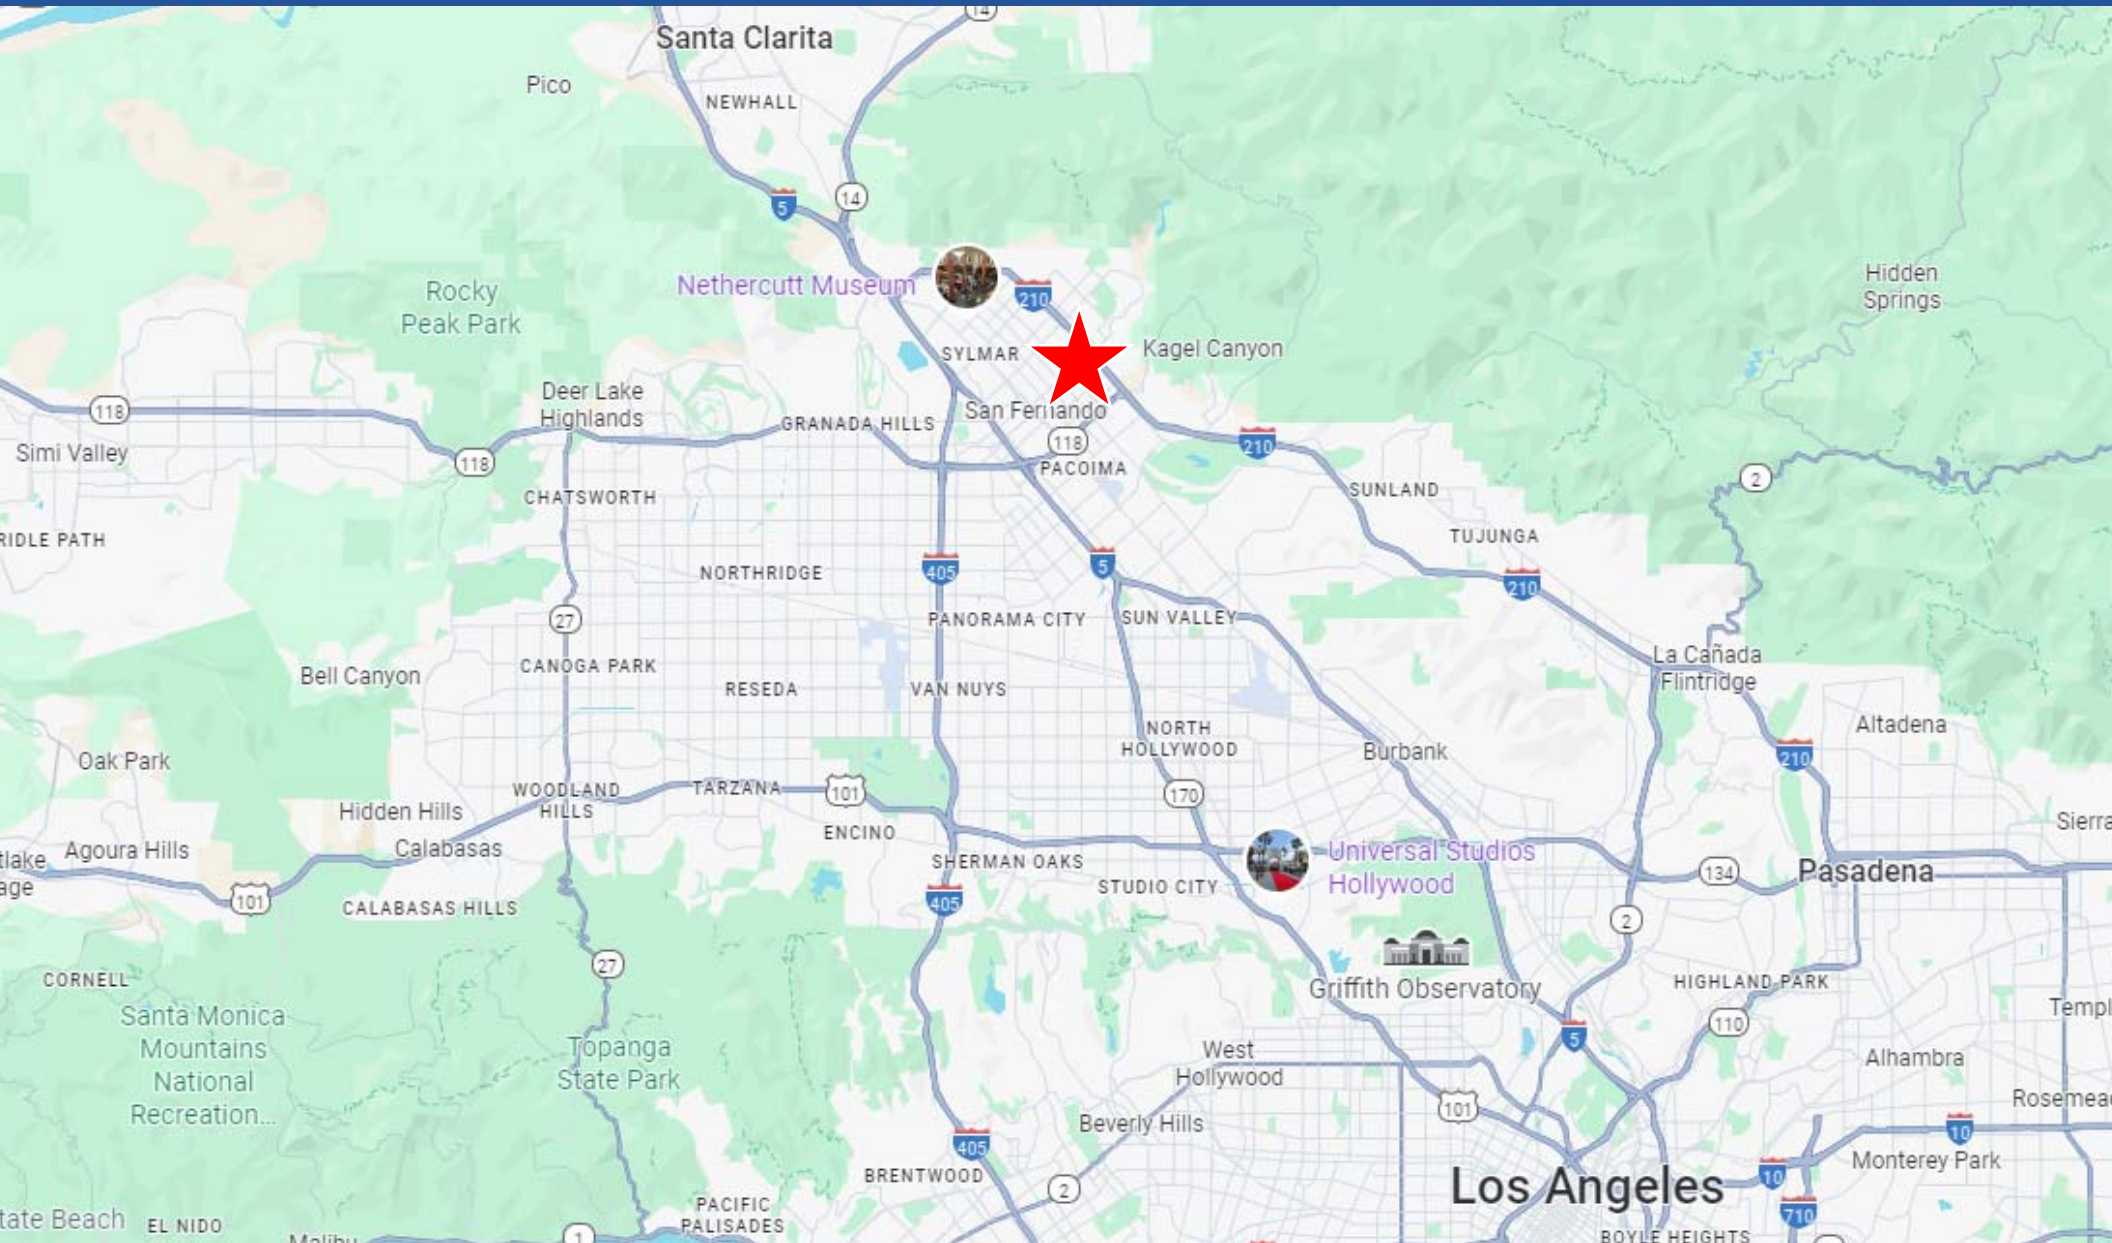 14
Santa Clarita
Pico
NEWHALL
5
14
Nethercutt Museum
210
Rocky
Peak Park
Hidden
Springs
SYLMAR
Kagel Canyon
Deer Lake
Highlands
118
San Fernando
GRANADA HILLS
118
210
Simi Valley
118
PACOIMA
2
CHATSWORTH
SUNLAND
RIDLE PATH
TUJUNGA
405
5
NORTHRIDGE
210
27
PANORAMA CITY
SUN VALLEY
La Cañada
Flintridge
CANOGA PARK
Bell Canyon
RESEDA
VAN NUYS
NORTH
HOLLYWOOD
Altadena
Burbank
210
Oak Park
WOODLAND
HILLS
TARZANA
101
170
Hidden Hills
ENCINO
Sierra
Agoura Hills
Calabasas
tlake
age
SHERMAN OAKS
Universal Studios
Hollywood
STUDIO CITY
134
Pasadena
101
CALABASAS HILLS
405
2
27
CORNELL
Griffith Observatory
HIGHLAND PARK
Santa Monica
Mountains
National
Recreation...
Topanga
State Park
110
Templ
5
West
Hollywood
Alhambra
101
Rosemead
Beverly Hills
10
405
Monterey Park
BRENTWOOD
2
Los Angeles
10
PACIFIC
PALISADES
710
tate Beach
EL NIDO
1
Malibu
BOYLE HEIGHTS